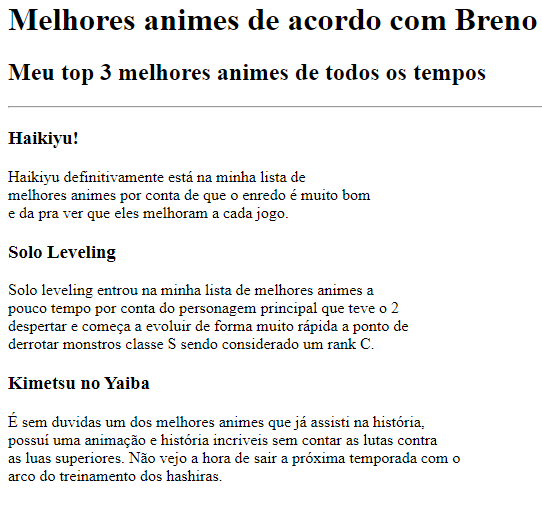 Melhores animes de acordo com Breno
Meu top 3 melhores animes de todos os tempos
Haikiyu!
Haikiyu definitivamente está na minha lista de
melhores animes por conta de que o enredo é muito bom
e da pra ver que eles melhoram a cada jogo.
Solo Leveling
Solo leveling entrou na minha lista de melhores animes a
pouco tempo por conta do personagem principal que teve o 2
despertar e começa a evoluir de forma muito rápida a ponto de
derrotar monstros classe S sendo considerado um rank C.
Kimetsu no Yaiba
É sem duvidas um dos melhores animes que já assisti na história,
possuí uma animação e história incriveis sem contar as lutas contra
as luas superiores. Não vejo a hora de sair a próxima temporada com o
arco do treinamento dos hashiras.